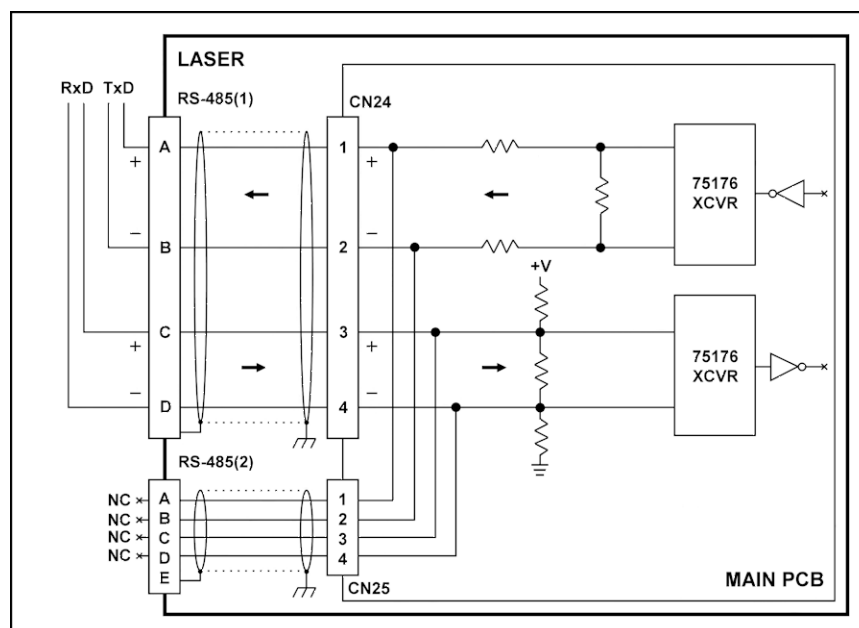 LASER
RxD TxD
RS-485(1)
CN24
A
1
+
+
75176
XCVR
−
−
B
2
+V
C
3
+
+
75176
XCVR
−
−
D
4
RS-485(2)
NC A
1
NC B
2
NC C
3
NC D
4
E
CN25
MAIN PCB